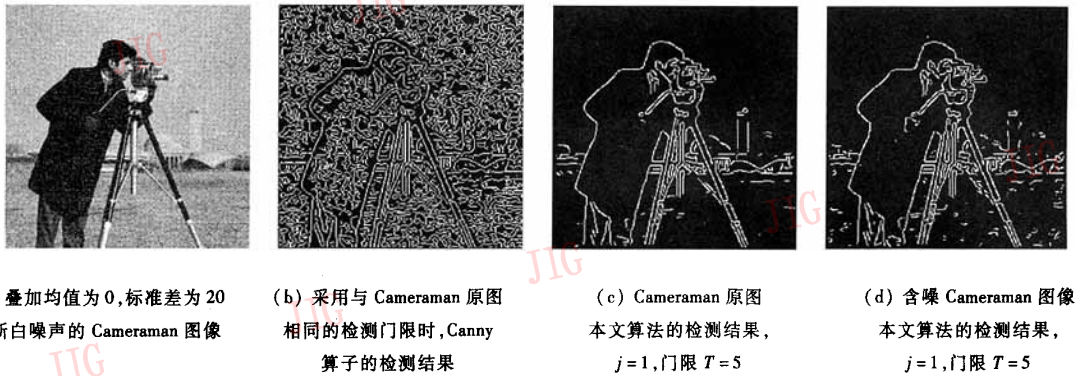 叠加均值为0,标准差为20
斯白噪声的 Cameraman 图像
(b) 采用与 Cameraman 原图
相同的检测门限时,Canny
算子的检测结果
(c) Cameraman 原图
本文算法的检测结果,
j=1,门限 T=5
(d) 含噪 Cameraman 图像
本文算法的检测结果,
j=1,门限 T=5
JIG
JIG
JIG
JIG
JIG
JIG
JIG